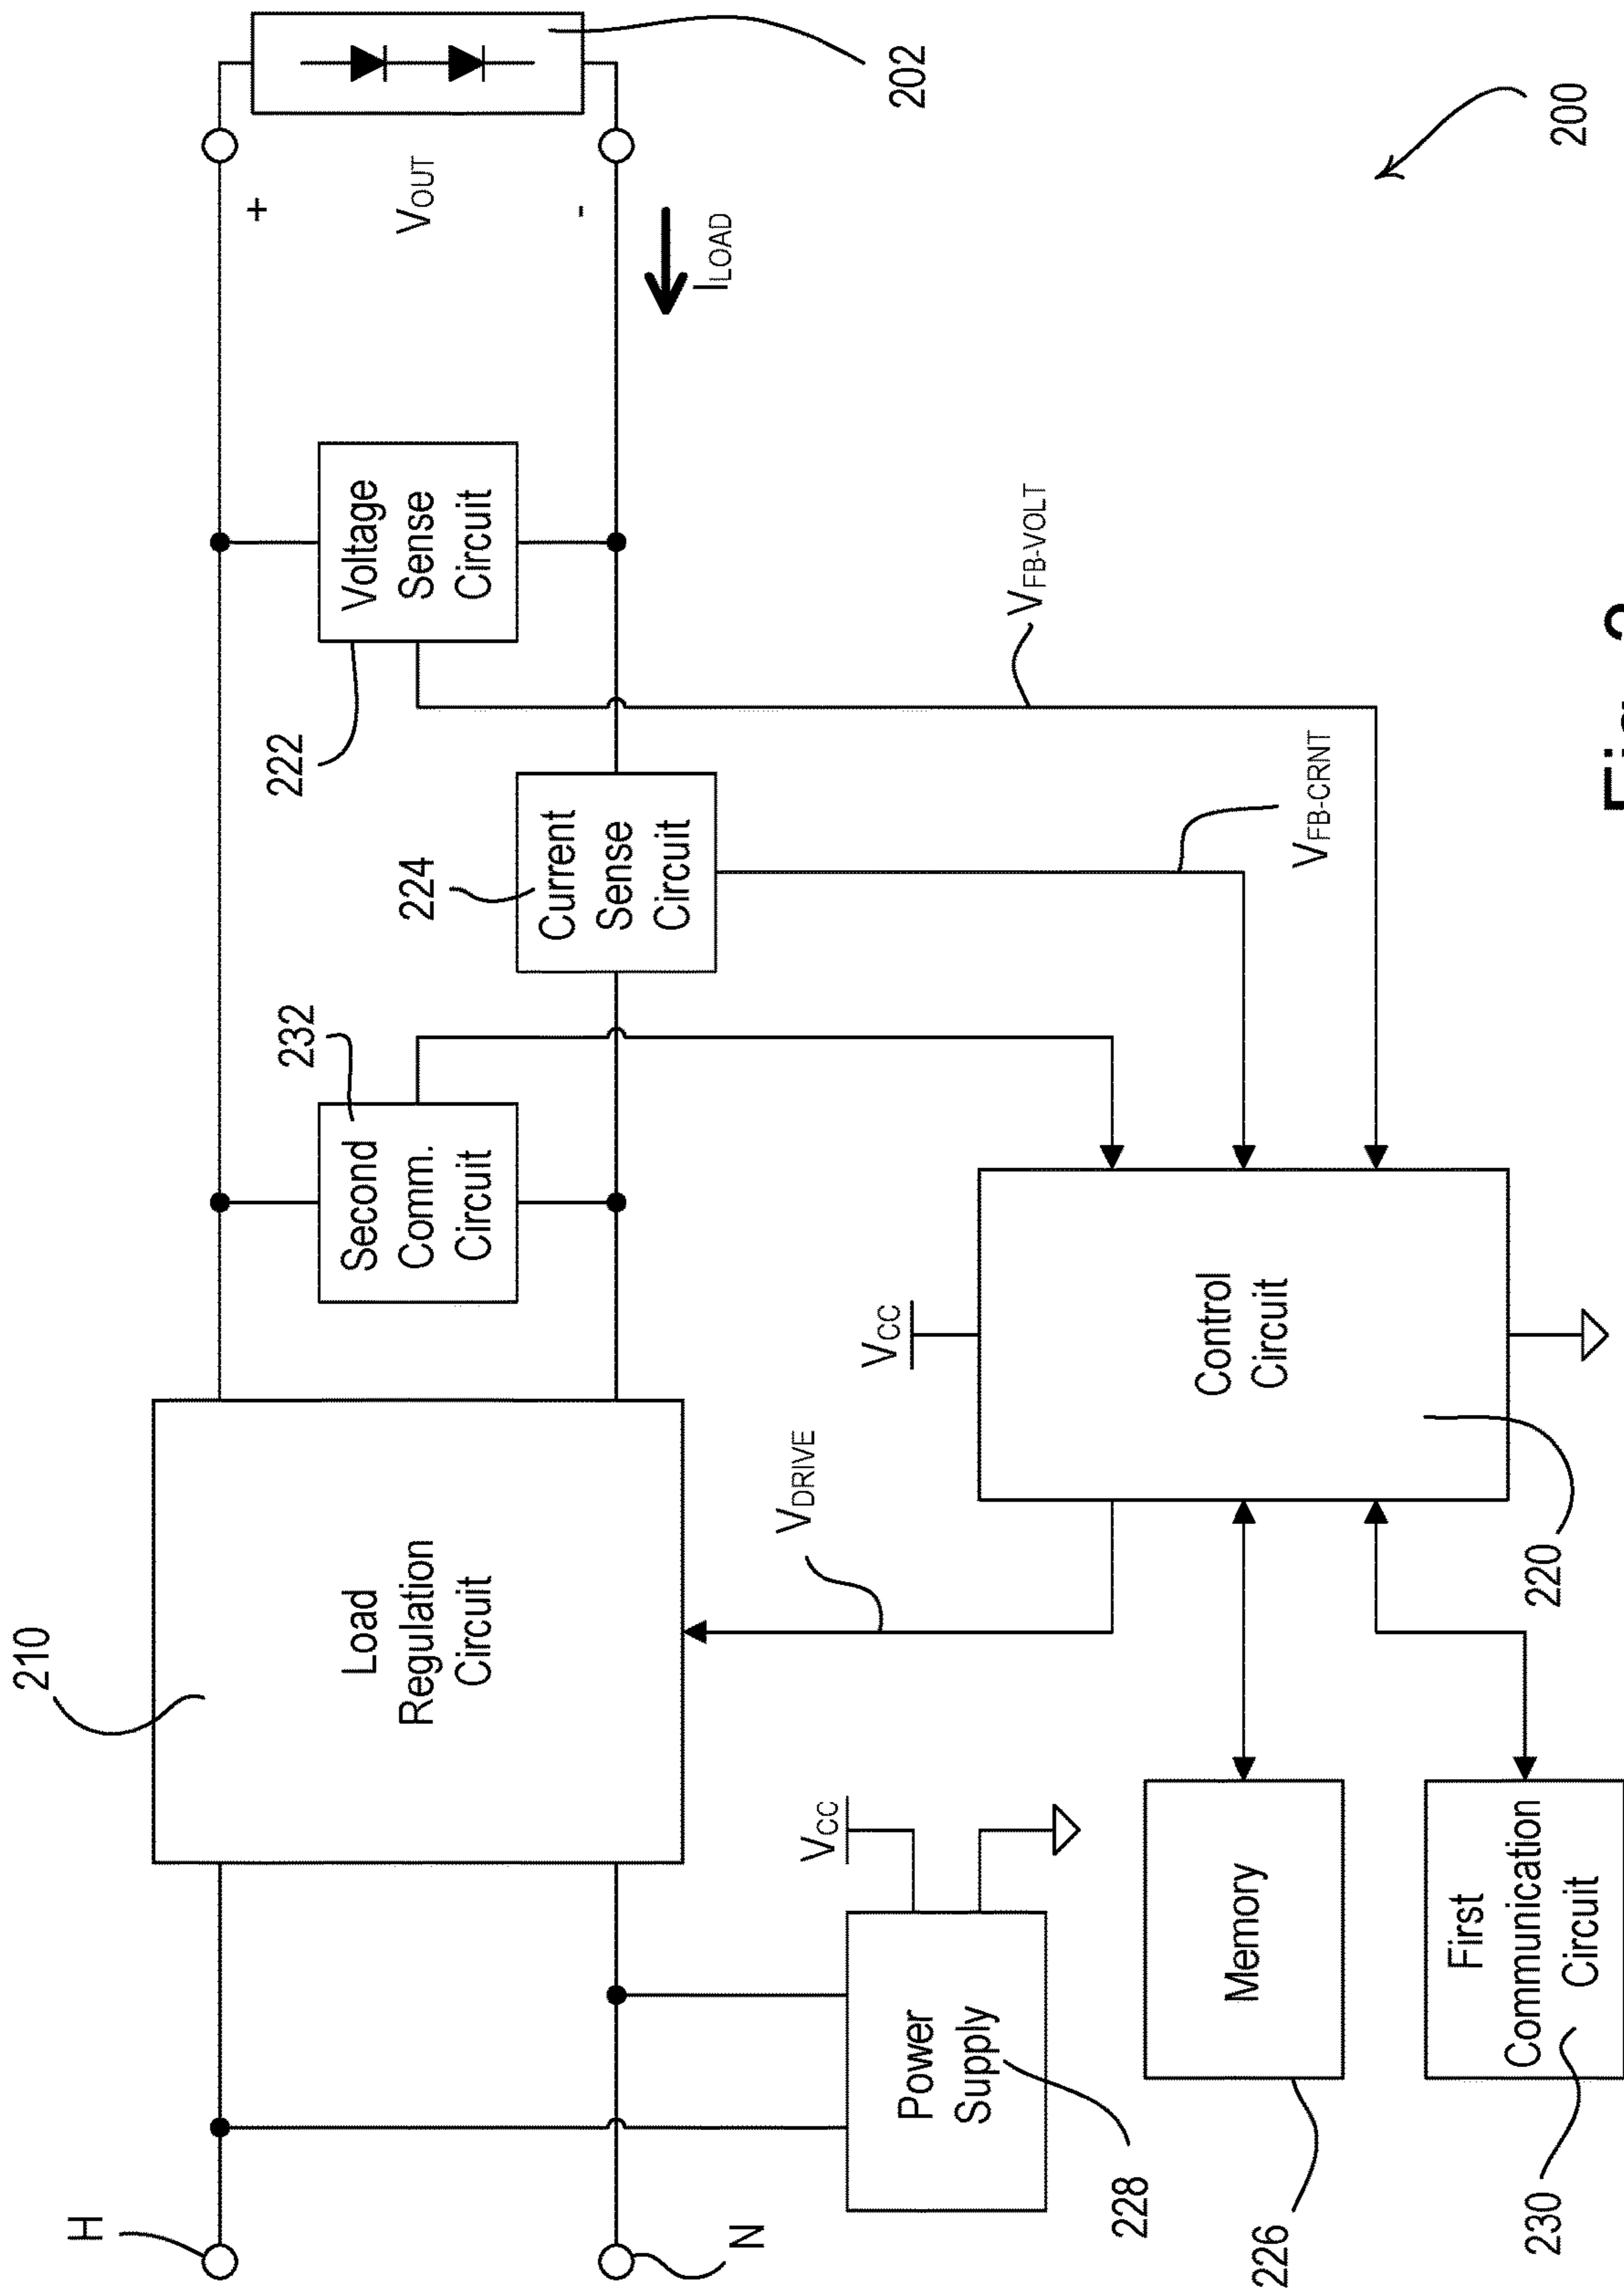 H
N
210
Load
Regulation
Circuit
232
Second
Comm.
Circuit
224
Current
Sense
Circuit
222
Voltage
Sense
Circuit
+
VOUT
-
ILOAD
202
200
Power
Supply
228
VCC
VDRIVE
VCC
Control
Circuit
220
VFB-CRNT
VFB-VOLT
Memory
226
First
Communication
Circuit
230